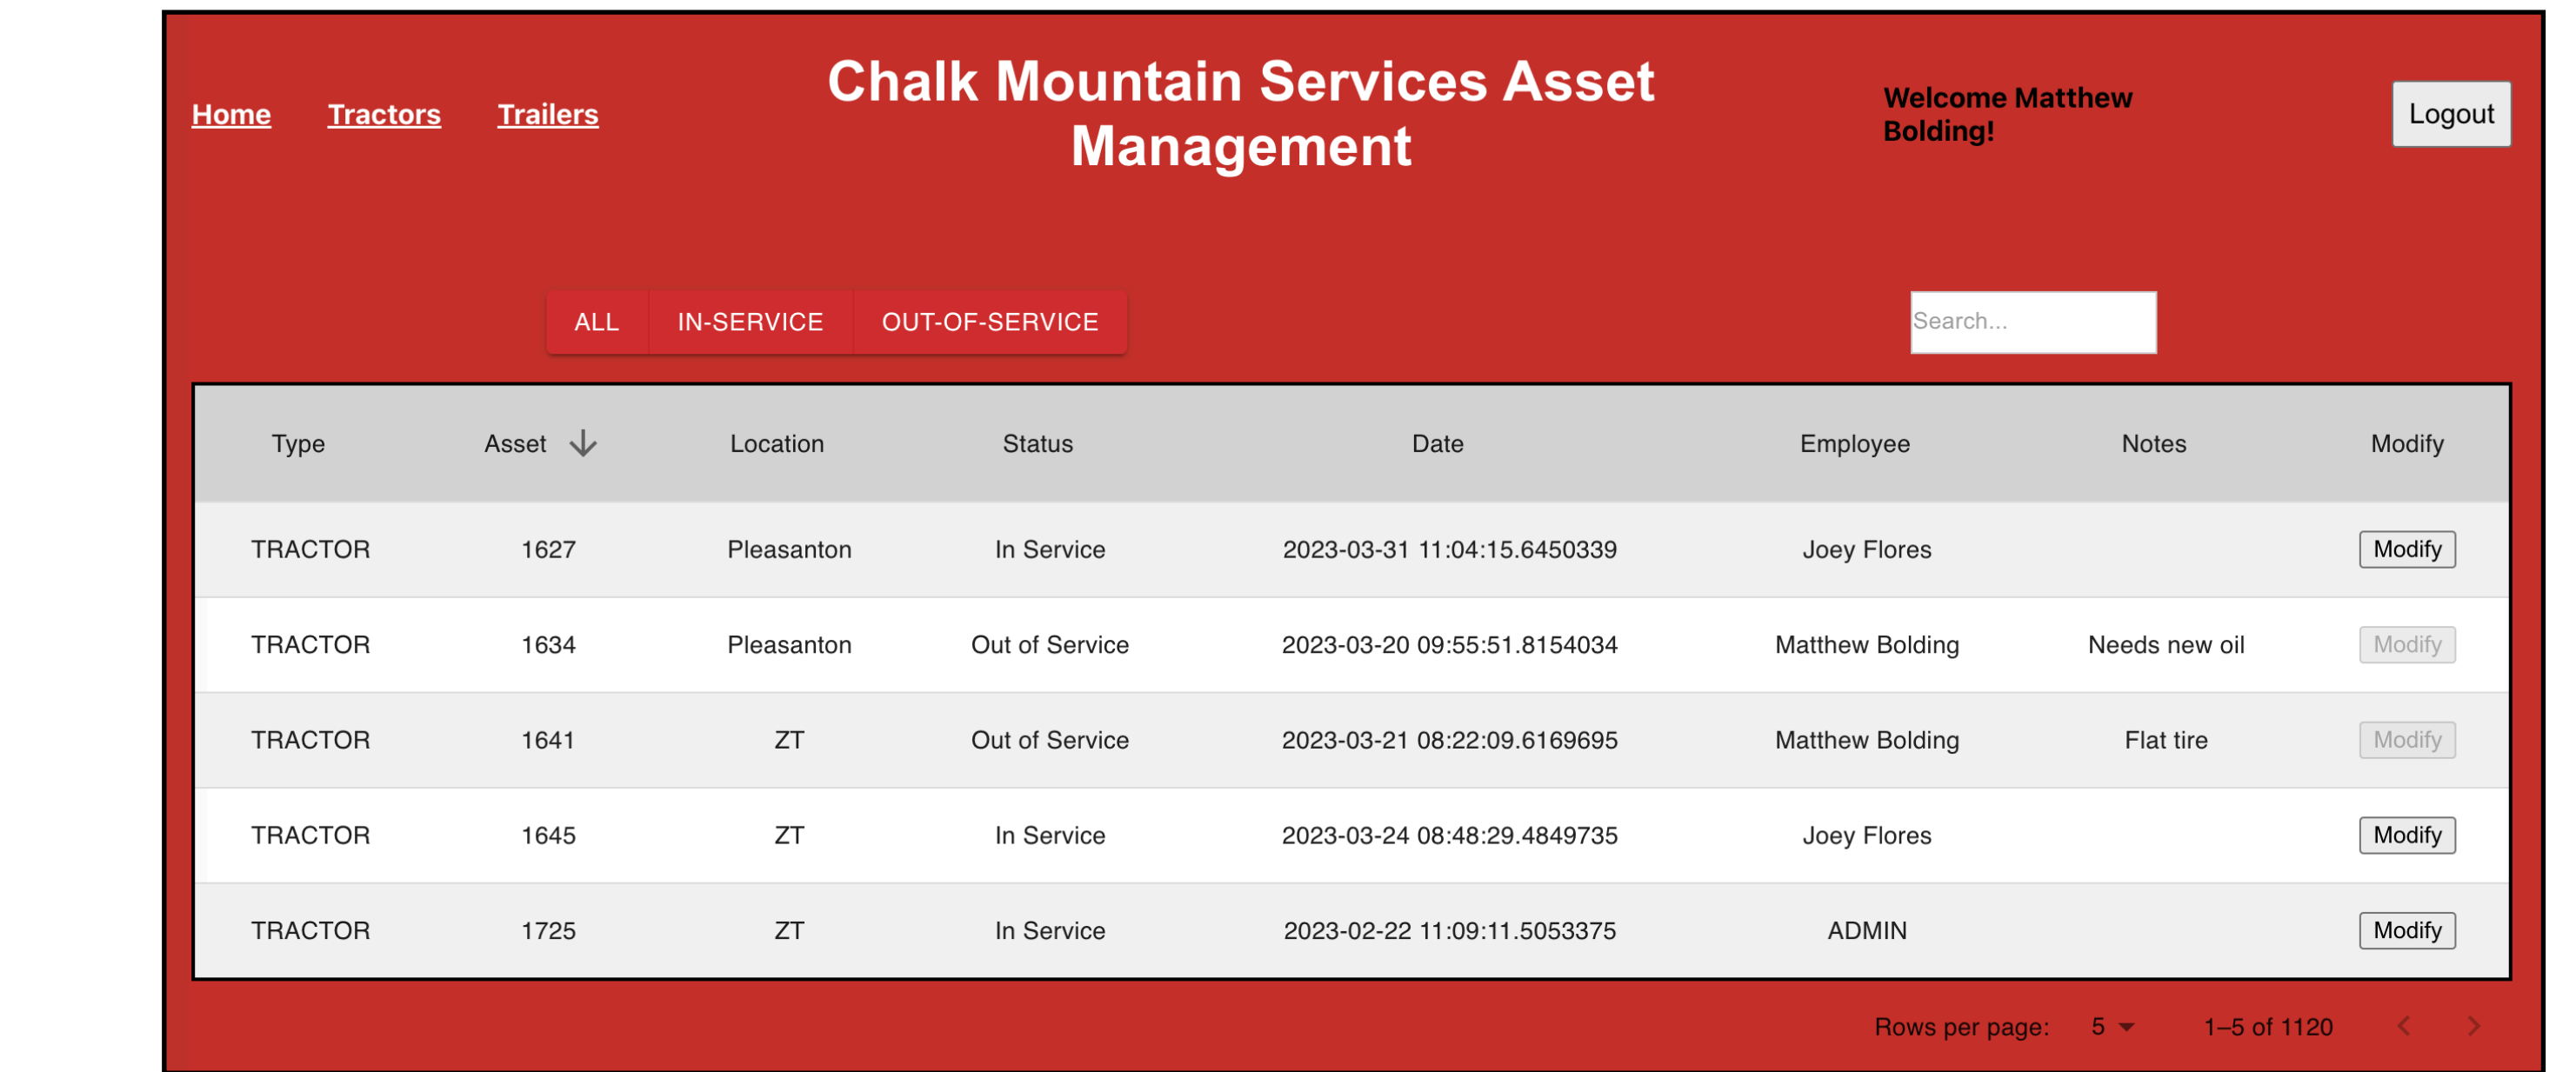 Home Tractors Trailers
Chalk Mountain Services Asset
Management
Welcome Matthew
Bolding!
Logout
ALL IN-SERVICE OUT-OF-SERVICE
Search...
Type Asset Location Status Date Employee Notes Modify
TRACTOR 1627 Pleasanton In Service 2023-03-31 11:04:15.6450339 Joey Flores Modify
TRACTOR 1634 Pleasanton Out of Service 2023-03-20 09:55:51.8154034 Matthew Bolding Needs new oil Modify
TRACTOR 1641 ZT Out of Service 2023-03-21 08:22:09.6169695 Matthew Bolding Flat tire Modify
TRACTOR 1645 ZT In Service 2023-03-24 08:48:29.4849735 Joey Flores Modify
TRACTOR 1725 ZT In Service 2023-02-22 11:09:11.5053375 ADMIN Modify
Rows per page: 5 1–5 of 1120